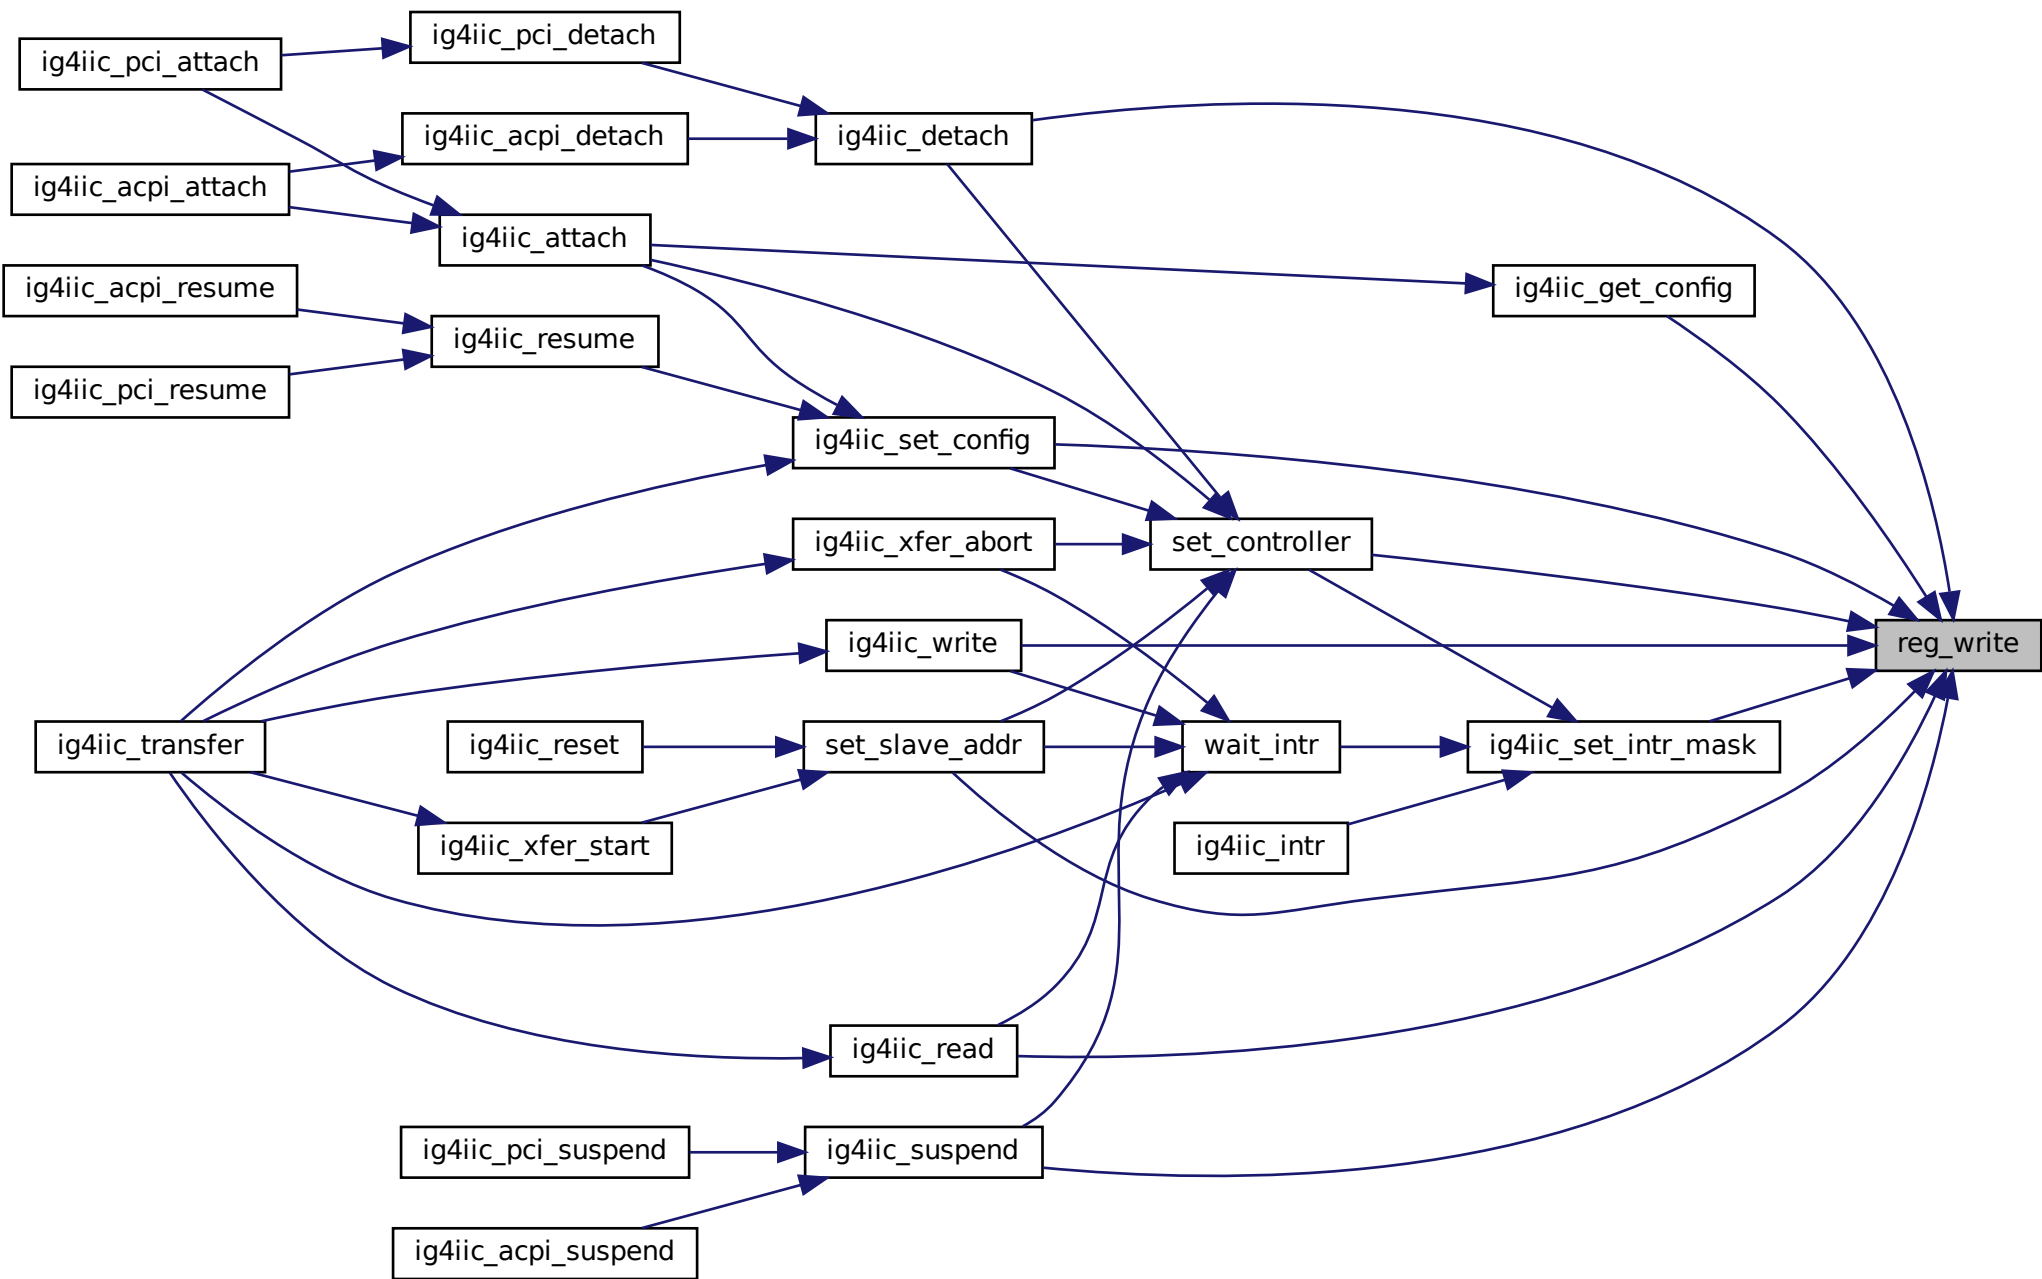 ig4iic_pci_detach
ig4iic_pci_attach
ig4iic_acpi_detach
ig4iic_detach
ig4iic_acpi_attach
ig4iic_attach
ig4iic_acpi_resume
ig4iic_get_config
ig4iic_resume
ig4iic_pci_resume
ig4iic_set_config
ig4iic_xfer_abort
set_controller
ig4iic_write
reg_write
ig4iic_transfer
ig4iic_reset
set_slave_addr
wait_intr
ig4iic_set_intr_mask
ig4iic_xfer_start
ig4iic_intr
ig4iic_read
ig4iic_pci_suspend
ig4iic_suspend
ig4iic_acpi_suspend